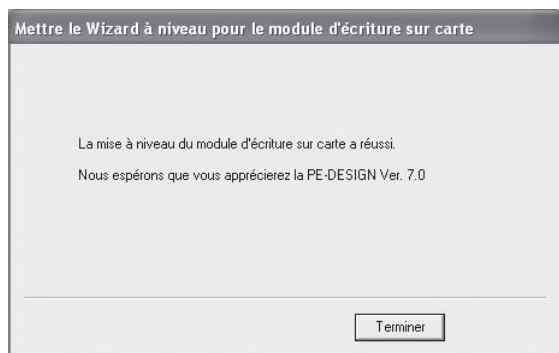 Mettre le Wizard à niveau pour le module d'écriture sur carte
La mise à niveau du module d'écriture sur carte a réussi.
Nous espérons que vous apprécierez la PE-DESIGN Ver. 7.0
Terminer